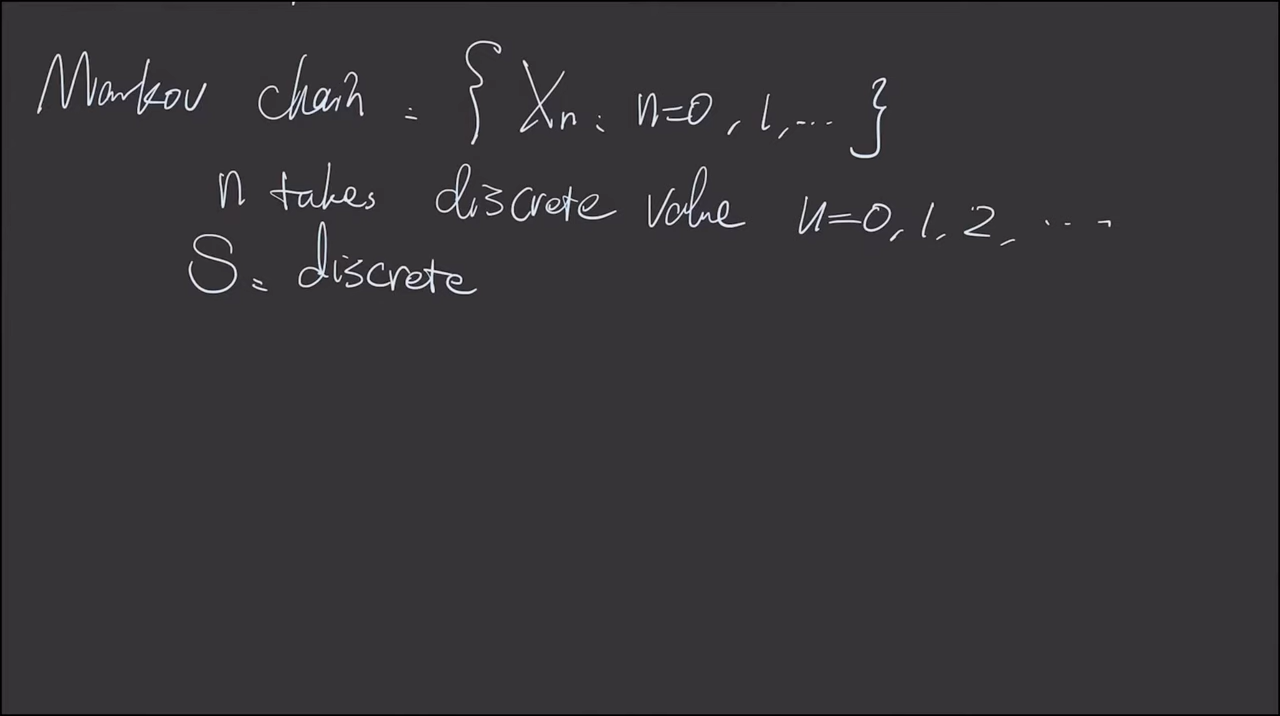 Markov chain : { Xn : n=0, 1, ... }
n takes discrete value n=0, 1, 2, ...
S : discrete